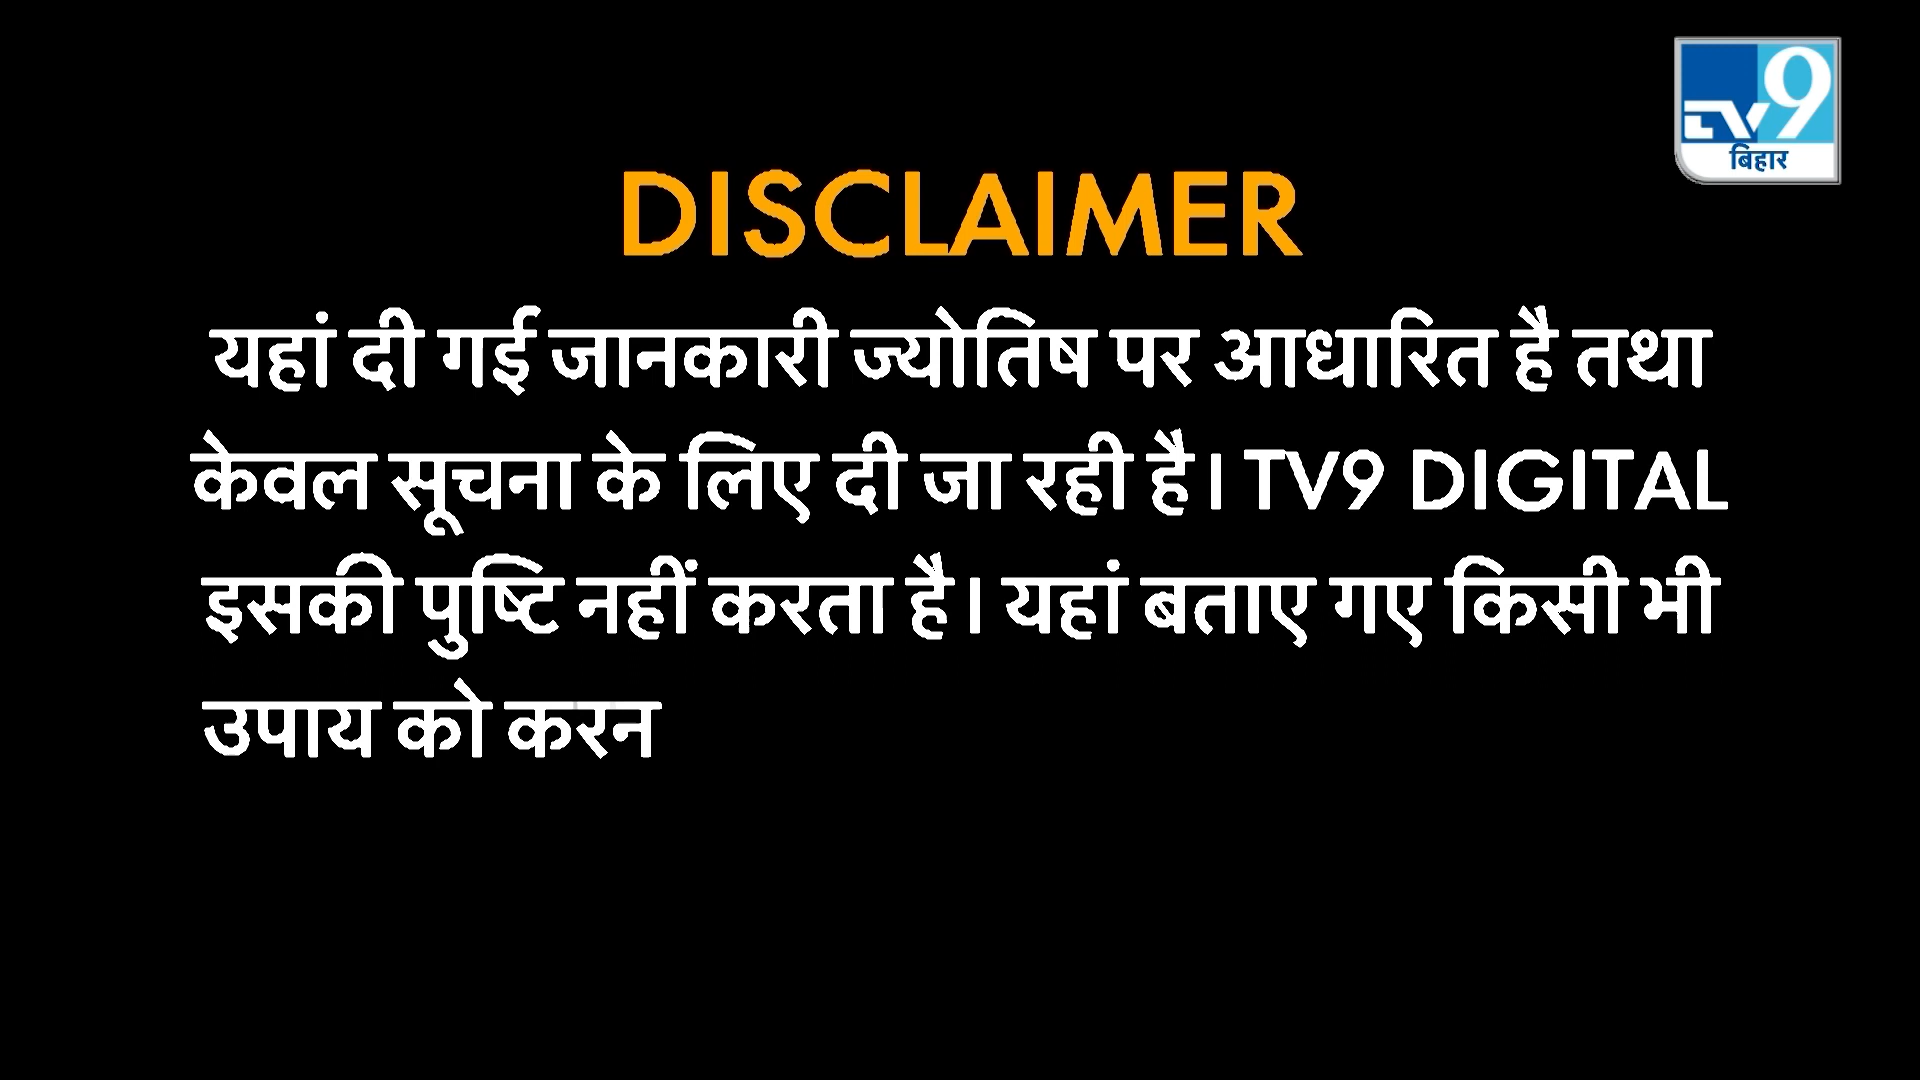 TV9
बिहार
DISCLAIMER
यहां दी गई जानकारी ज्योतिष पर आधारित है तथा
केवल सूचना के लिए दी जा रही है। TV9 DIGITAL
इसकी पुष्टि नहीं करता है। यहां बताए गए किसी भी
उपाय को करन